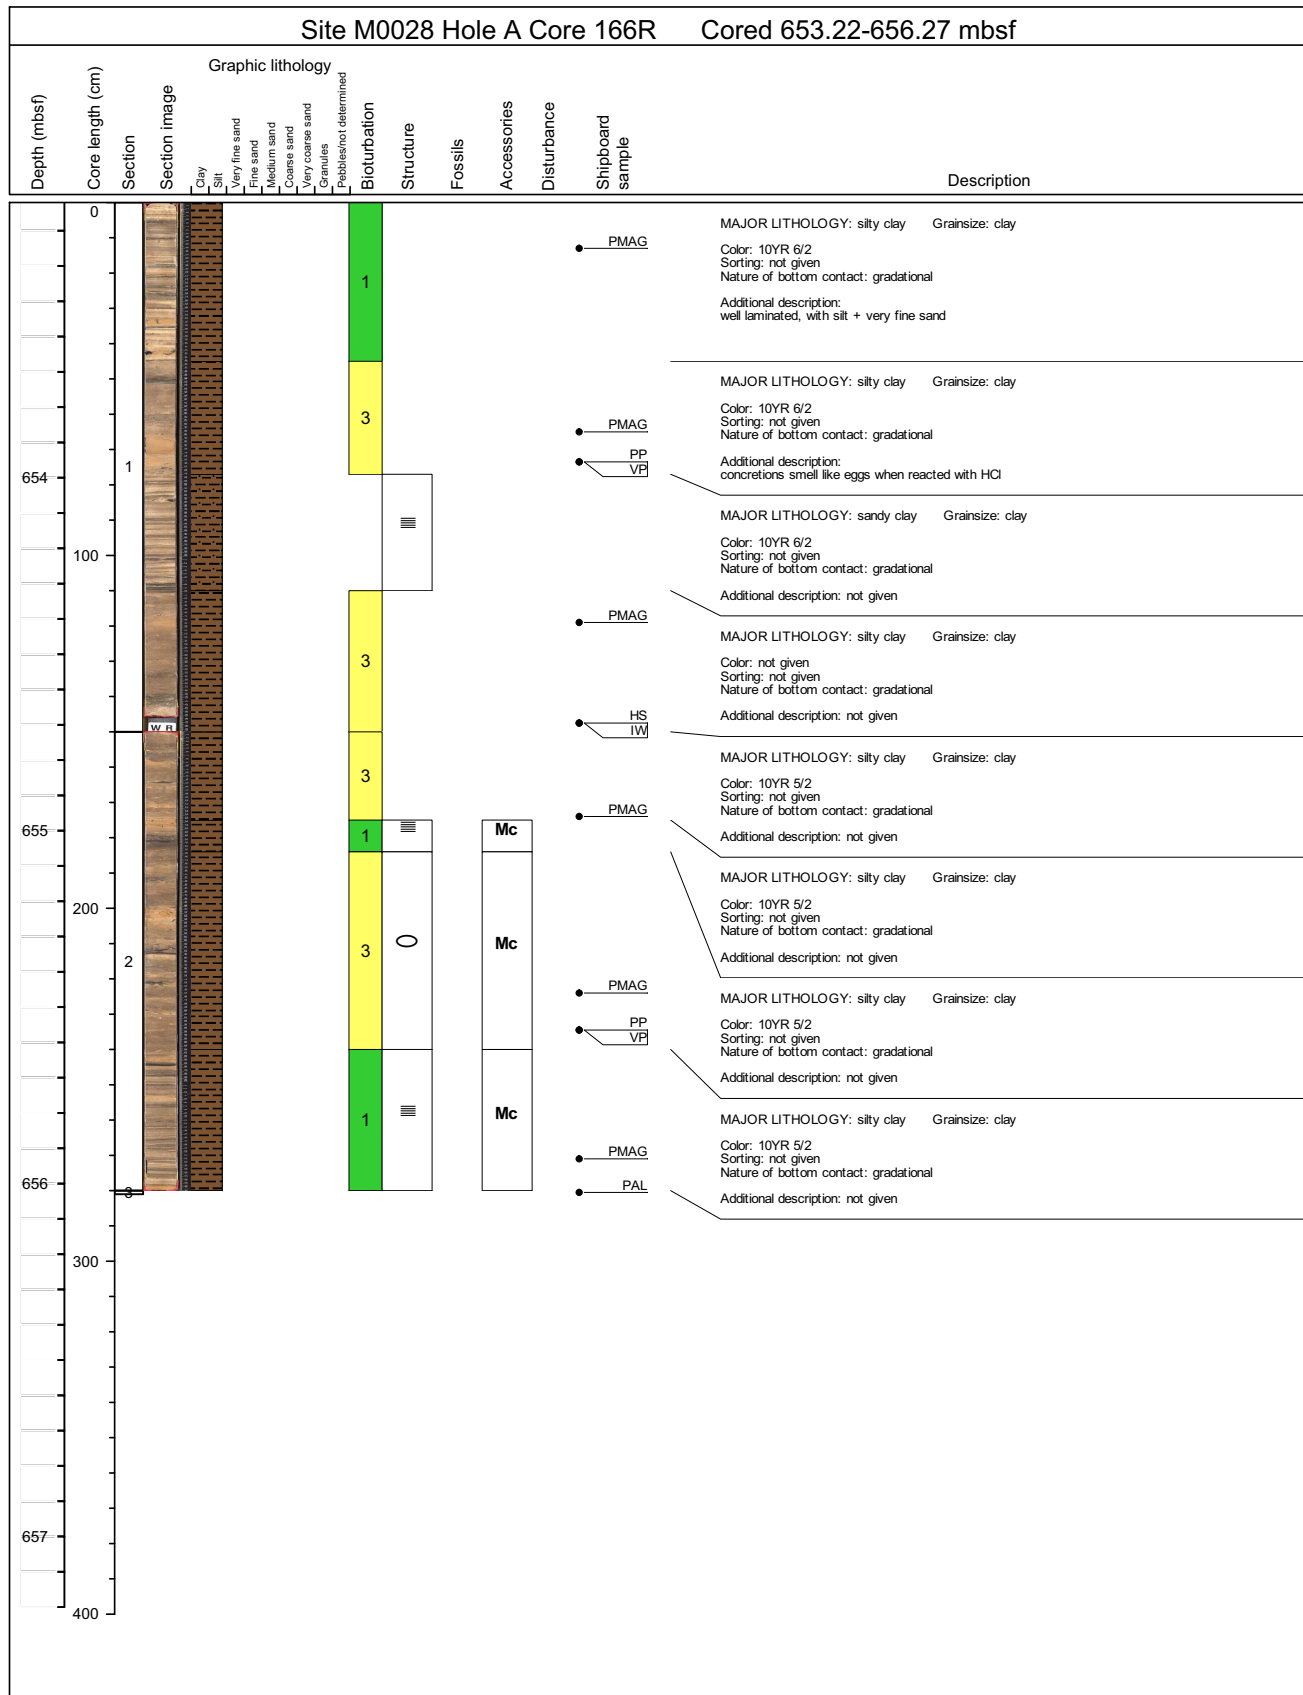 Site M0028 Hole A Core 166R Cored 653.22-656.27 mbsf
Depth (mbsf)
Core length (cm)
Section
Section image
Graphic lithology
Clay
Silt
Very fine sand
Fine sand
Medium sand
Coarse sand
Very coarse sand
Granules
Pebbles/not determined
Bioturbation
Structure
Fossils
Accessories
Disturbance
Shipboard
sample
Description
0
1
PMAG
MAJOR LITHOLOGY: silty clay Grainsize: clay
Color: 10YR 6/2
Sorting: not given
Nature of bottom contact: gradational
Additional description:
well laminated, with silt + very fine sand
3
PMAG
PP
VP
1
654
MAJOR LITHOLOGY: silty clay Grainsize: clay
Color: 10YR 6/2
Sorting: not given
Nature of bottom contact: gradational
Additional description:
concretions smell like eggs when reacted with HCl
100
MAJOR LITHOLOGY: sandy clay Grainsize: clay
Color: 10YR 6/2
Sorting: not given
Nature of bottom contact: gradational
Additional description: not given
PMAG
3
HS
IW
W R
MAJOR LITHOLOGY: silty clay Grainsize: clay
Color: not given
Sorting: not given
Nature of bottom contact: gradational
Additional description: not given
3
PMAG
MAJOR LITHOLOGY: silty clay Grainsize: clay
Color: 10YR 5/2
Sorting: not given
Nature of bottom contact: gradational
Additional description: not given
655
1
Mc
MAJOR LITHOLOGY: silty clay Grainsize: clay
Color: 10YR 5/2
Sorting: not given
Nature of bottom contact: gradational
Additional description: not given
200
2
3
Mc
PMAG
PP
VP
MAJOR LITHOLOGY: silty clay Grainsize: clay
Color: 10YR 5/2
Sorting: not given
Nature of bottom contact: gradational
Additional description: not given
1
Mc
PMAG
PAL
MAJOR LITHOLOGY: silty clay Grainsize: clay
Color: 10YR 5/2
Sorting: not given
Nature of bottom contact: gradational
Additional description: not given
656
3
300
657
400